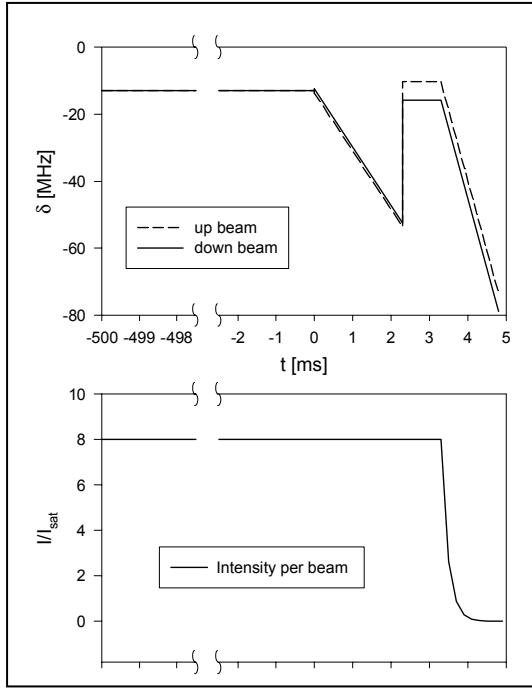 0
-20
-40
-60
-80
δ [MHz]
up beam
down beam
-500 -499 -498 -2 -1 0 1 2 3 4 5
t [ms]
10
8
6
4
2
0
I/Isat
Intensity per beam